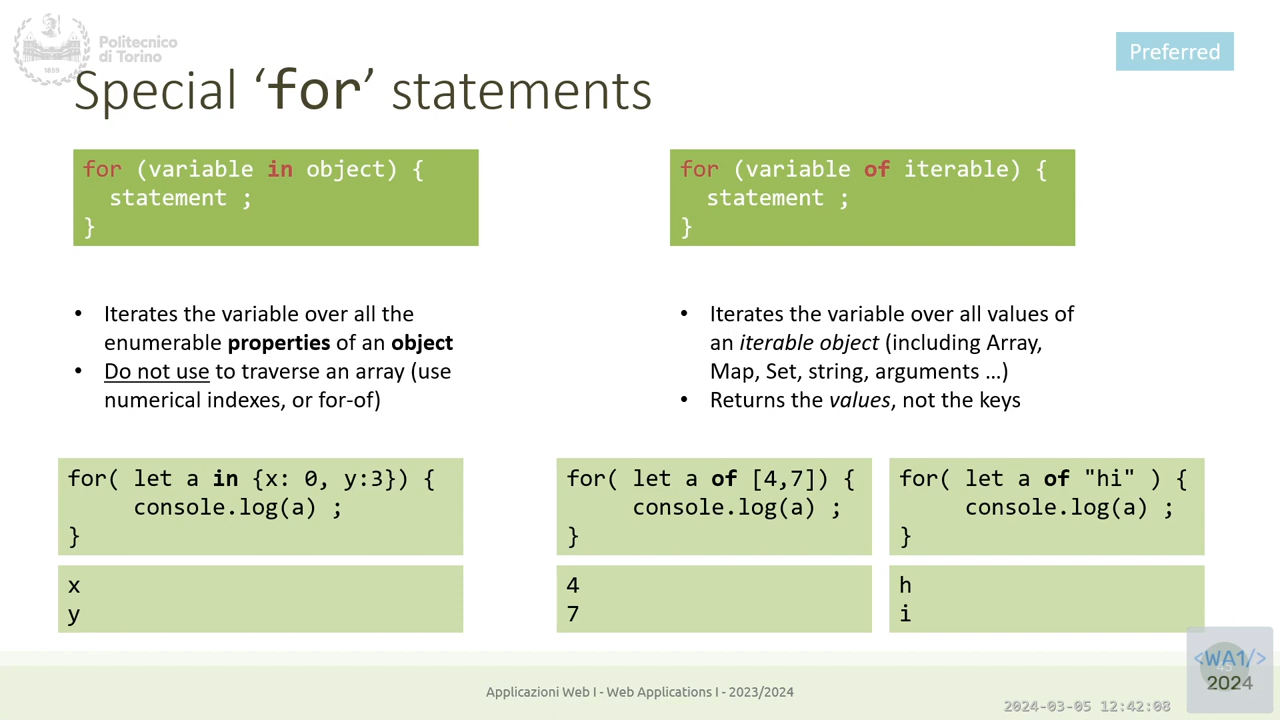 Politecnico
di Torino
1859
Preferred
Special ‘for’ statements
for (variable in object) {
statement ;
}
for (variable of iterable) {
statement ;
}
• Iterates the variable over all the
enumerable properties of an object
• Do not use to traverse an array (use
numerical indexes, or for-of)
• Iterates the variable over all values of
an iterable object (including Array,
Map, Set, string, arguments …)
• Returns the values, not the keys
for( let a in {x: 0, y:3}) {
console.log(a) ;
}
x
y
for( let a of [4,7]) {
console.log(a) ;
}
4
7
for( let a of "hi" ) {
console.log(a) ;
}
h
i
Applicazioni Web I - Web Applications I - 2023/2024
<WA1/>
2024
2024-03-05 12:42:08